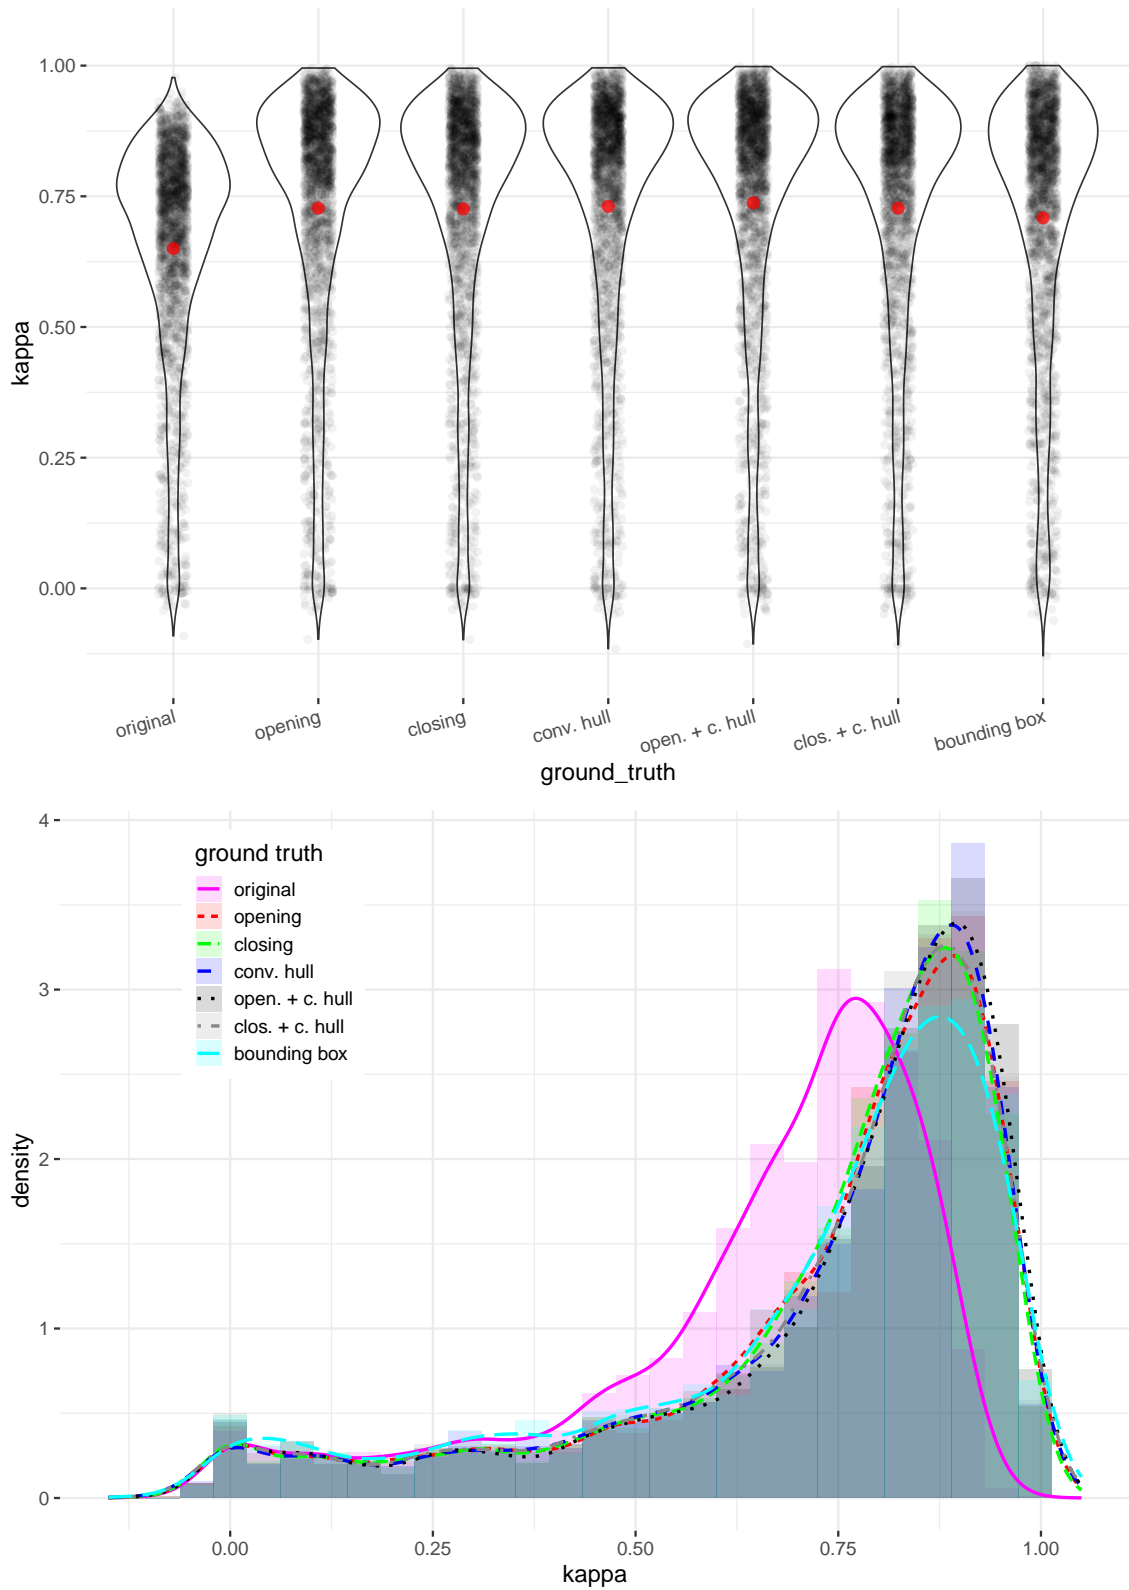 1.00
0.75
0.50
0.25
0.00
kappa
original
opening
closing
conv. hull
open. + c. hull
clos. + c. hull
bounding box
ground_truth
4
3
2
1
0
density
ground truth
original
opening
closing
conv. hull
open. + c. hull
clos. + c. hull
bounding box
0.00 0.25 0.50 0.75 1.00
kappa